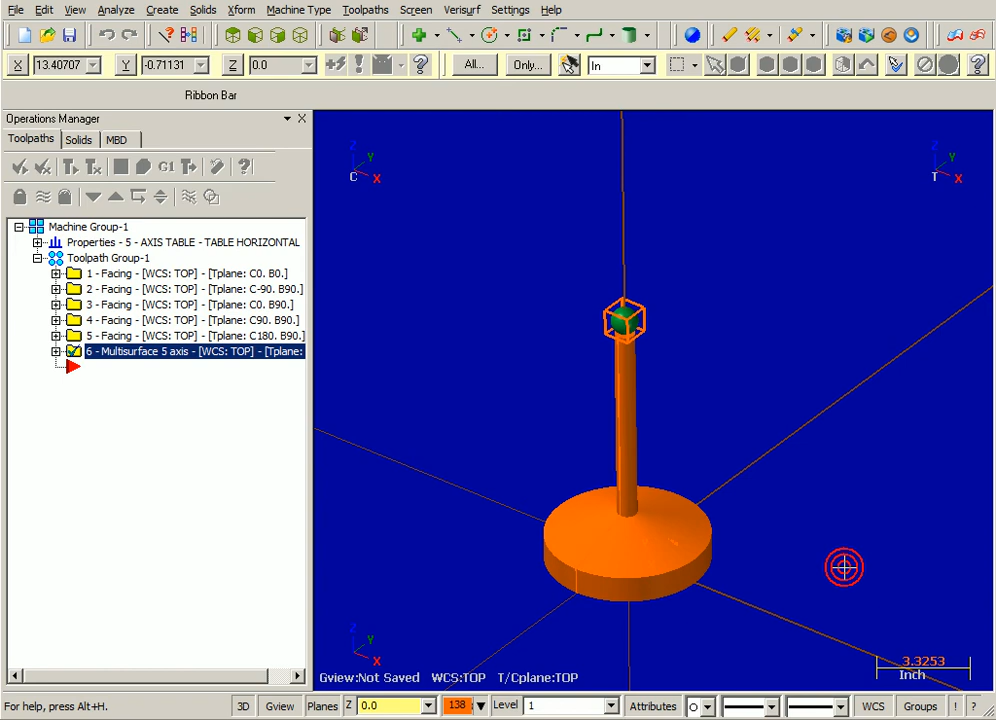 File Edit View Analyze Create Solids Xform Machine Type Toolpaths Screen Verisurf Settings Help
X 13.40707 Y -0.71131 Z 0.0 All... Only... In
Ribbon Bar
Operations Manager
Toolpaths Solids MBD
G1
Machine Group-1
Properties - 5 - AXIS TABLE - TABLE HORIZONTAL
Toolpath Group-1
1 - Facing - [WCS: TOP] - [Tplane: C0. B0.]
2 - Facing - [WCS: TOP] - [Tplane: C-90. B90.]
3 - Facing - [WCS: TOP] - [Tplane: C0. B90.]
4 - Facing - [WCS: TOP] - [Tplane: C90. B90.]
5 - Facing - [WCS: TOP] - [Tplane: C180. B90.]
6 - Multisurface 5 axis - [WCS: TOP] - [Tplane:
Z Y X C
Z Y X T
Z Y X
3.3253
Inch
Gview:Not Saved WCS:TOP T/Cplane:TOP
For help, press Alt+H. 3D Gview Planes Z 0.0 138 Level 1 Attributes WCS Groups ! ?